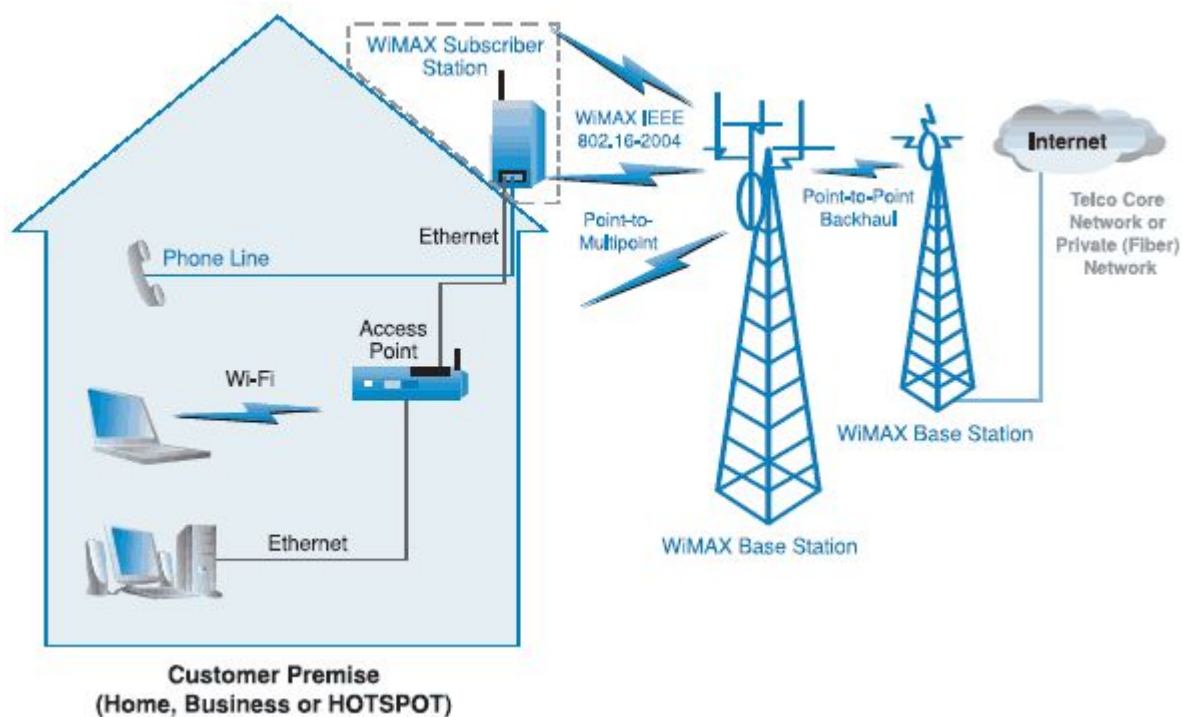 WiMAX Subscriber
Station
WiMAX IEEE
802.16-2004
Internet
Point-to-Point
Backhaul
Telco Core
Network or
Private (Fiber)
Network
Point-to-
Multipoint
Ethernet
Phone Line
Access
Point
Wi-Fi
WiMAX Base Station
Ethernet
WiMAX Base Station
Customer Premise
(Home, Business or HOTSPOT)